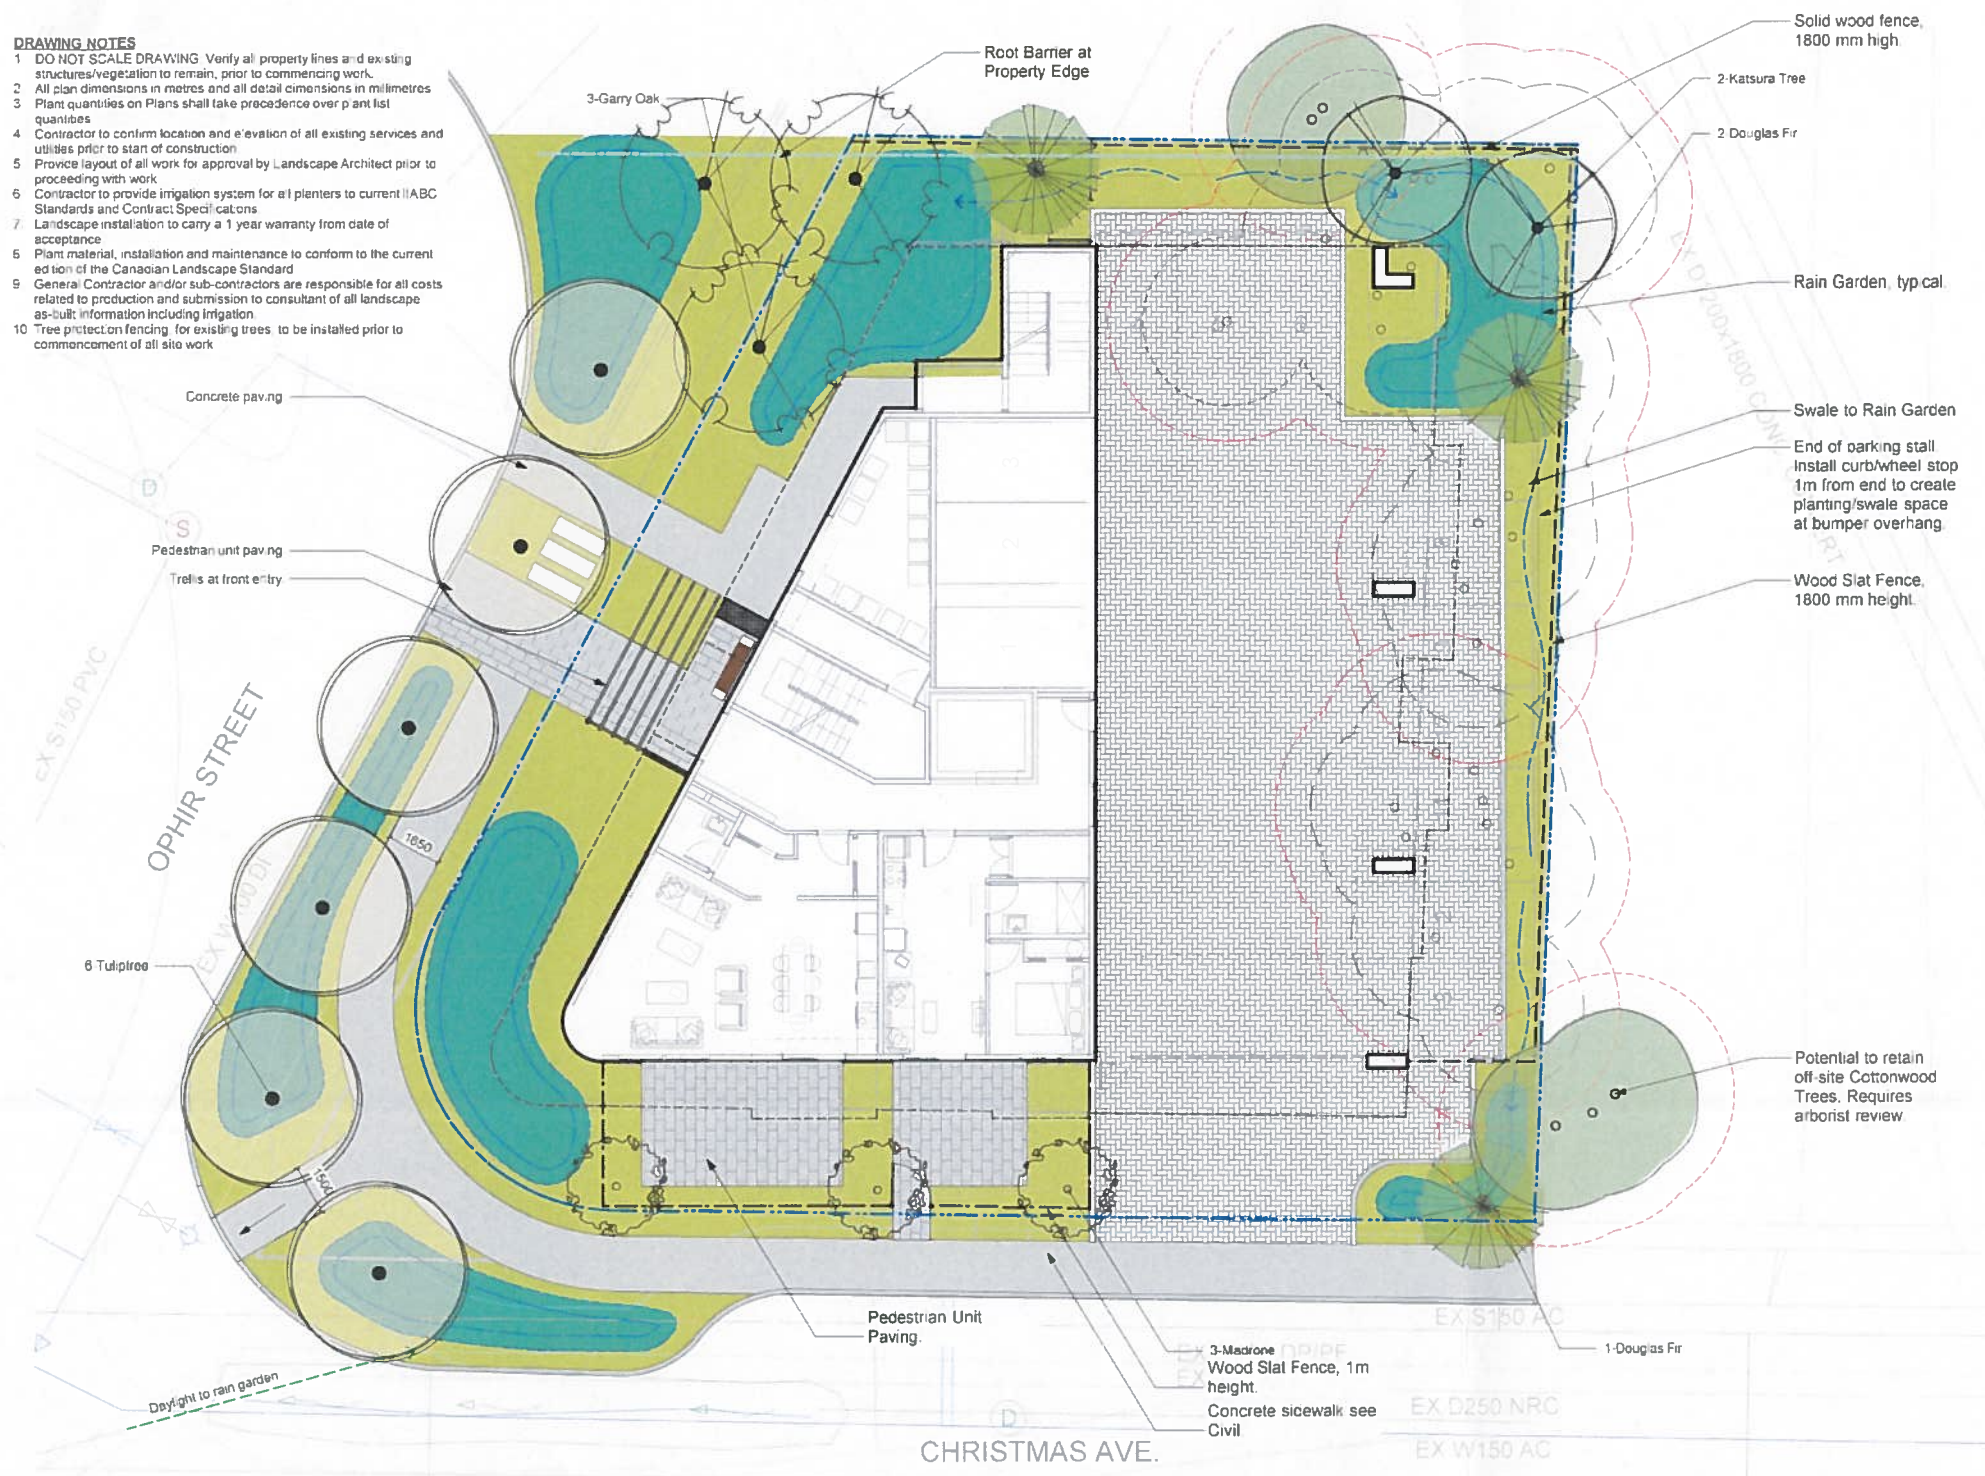 DRAWING NOTES
1 DO NOT SCALE DRAWING Verify all property lines and existing
structures/vegetation to remain, prior to commencing work.
2 All plan dimensions in metres and all detail dimensions in millimetres
3 Plant quantities on Plans shall take precedence over plant list
quantities
4 Contractor to confirm location and elevation of all existing services and
utilities prior to start of construction
5 Provide layout of all work for approval by Landscape Architect prior to
proceeding with work
6 Contractor to provide irrigation system for all planters to current IIABC
Standards and Contract Specifications
7 Landscape installation to carry a 1 year warranty from date of
acceptance
8 Plant material, installation and maintenance to conform to the current
edition of the Canadian Landscape Standard
9 General Contractor and/or sub-contractors are responsible for all costs
related to production and submission to consultant of all landscape
as-built information including irrigation
10 Tree protection fencing, for existing trees, to be installed prior to
commencement of all site work
3-Garry Oak
Root Barrier at
Property Edge
Solid wood fence,
1800 mm high.
2-Katsura Tree
2 Douglas Fir
Rain Garden, typical.
Swale to Rain Garden
End of parking stall
Install curb/wheel stop
1m from end to create
planting/swale space
at bumper overhang.
Wood Slat Fence,
1800 mm height.
Potential to retain
off-site Cottonwood
Trees. Requires
arborist review.
1-Douglas Fir
Concrete paving
Pedestrian unit paving
Trellis at front entry
6 Tuliptree
D
S
EX S150 PVC
OPHIR STREET
EX W100 DI
1650
1500
3
2
1
EX D1200x1800 CONC
Pedestrian Unit
Paving.
3-Madrone
Wood Slat Fence, 1m
height.
Concrete sidewalk see
Civil
Daylight to rain garden
D
CHRISTMAS AVE.
EX S150 AC
EX D250 NRC
EX W150 AC